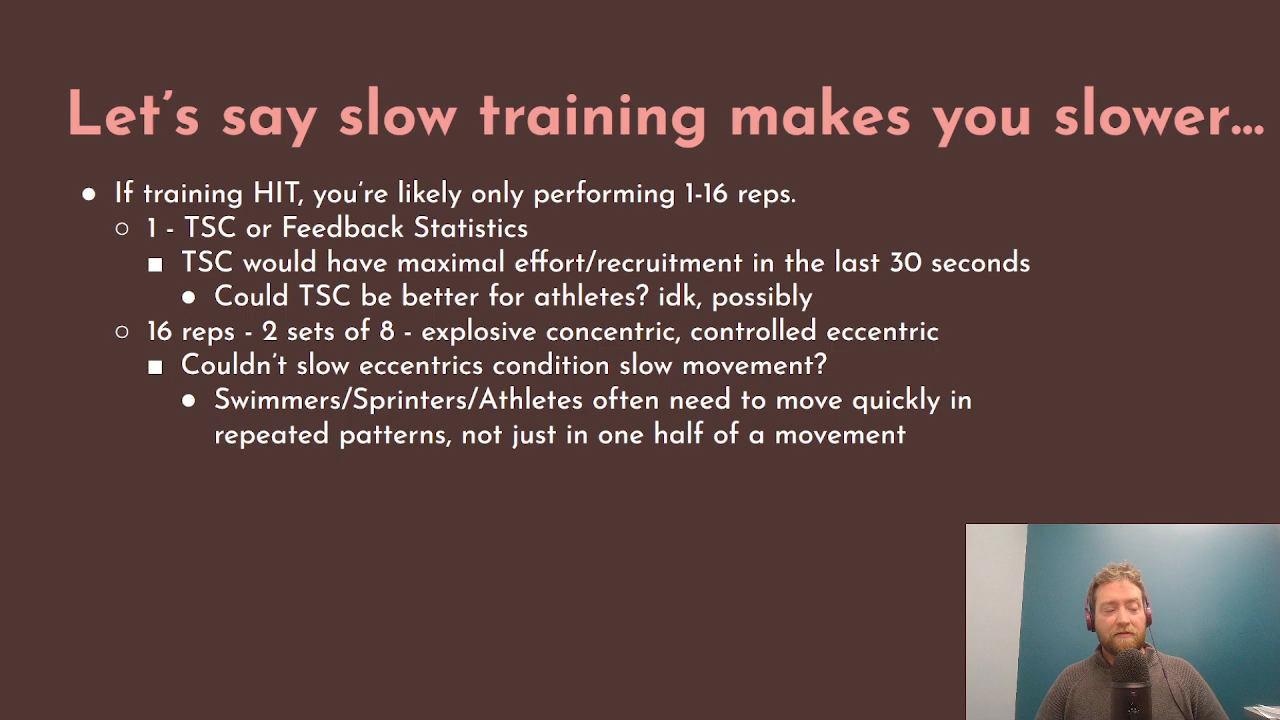 Let's say slow training makes you slower...
● If training HIT, you're likely only performing 1-16 reps.
○ 1 - TSC or Feedback Statistics
■ TSC would have maximal effort/recruitment in the last 30 seconds
● Could TSC be better for athletes? idk, possibly
○ 16 reps - 2 sets of 8 - explosive concentric, controlled eccentric
■ Couldn't slow eccentrics condition slow movement?
● Swimmers/Sprinters/Athletes often need to move quickly in
repeated patterns, not just in one half of a movement